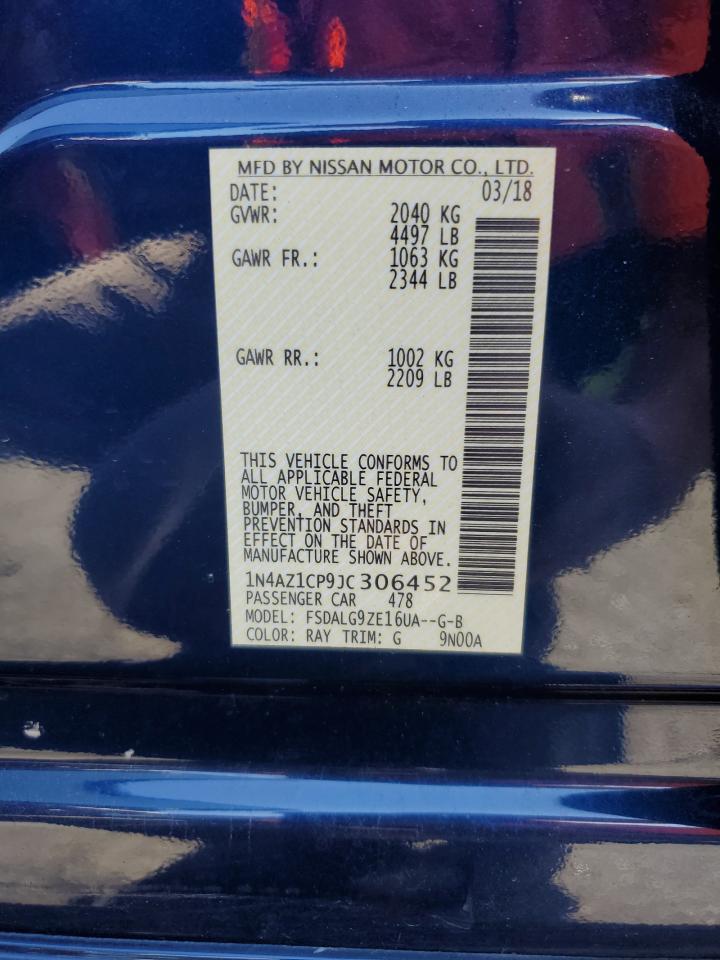 MFD BY NISSAN MOTOR CO., LTD.
DATE: 03/18
GVWR: 2040 KG
4497 LB
GAWR FR.: 1063 KG
2344 LB
GAWR RR.: 1002 KG
2209 LB
THIS VEHICLE CONFORMS TO
ALL APPLICABLE FEDERAL
MOTOR VEHICLE SAFETY,
BUMPER, AND THEFT
PREVENTION STANDARDS IN
EFFECT ON THE DATE OF
MANUFACTURE SHOWN ABOVE.
1N4AZ1CP9JC306452
PASSENGER CAR 478
MODEL: FSDALG9ZE16UA--G-B
COLOR: RAY TRIM: G 9N00A